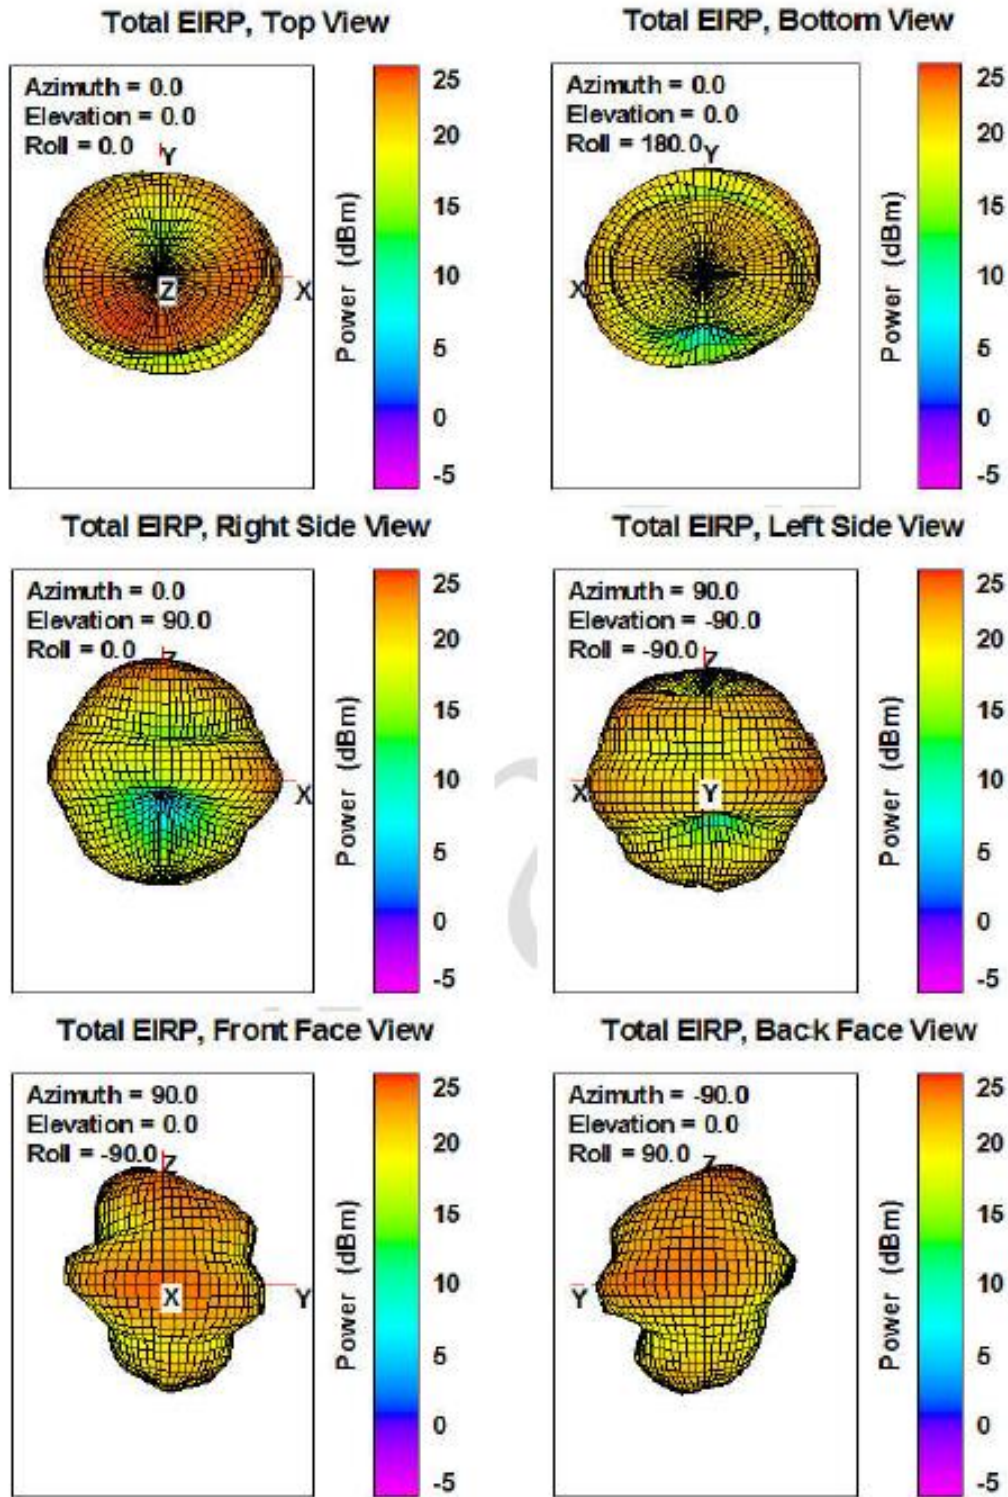 Total EIRP, Top View
Azimuth = 0.0
Elevation = 0.0
Roll = 0.0
Y
Z
X
25
20
15
10
5
0
-5
Power (dBm)
Total EIRP, Bottom View
Azimuth = 0.0
Elevation = 0.0
Roll = 180.0
Y
X
25
20
15
10
5
0
-5
Power (dBm)
Total EIRP, Right Side View
Azimuth = 0.0
Elevation = 90.0
Roll = 0.0
Z
X
25
20
15
10
5
0
-5
Power (dBm)
Total EIRP, Left Side View
Azimuth = 90.0
Elevation = -90.0
Roll = -90.0
Z
X
Y
25
20
15
10
5
0
-5
Power (dBm)
Total EIRP, Front Face View
Azimuth = 90.0
Elevation = 0.0
Roll = -90.0
Z
X
Y
25
20
15
10
5
0
-5
Power (dBm)
Total EIRP, Back Face View
Azimuth = -90.0
Elevation = 0.0
Roll = 90.0
Z
Y
25
20
15
10
5
0
-5
Power (dBm)